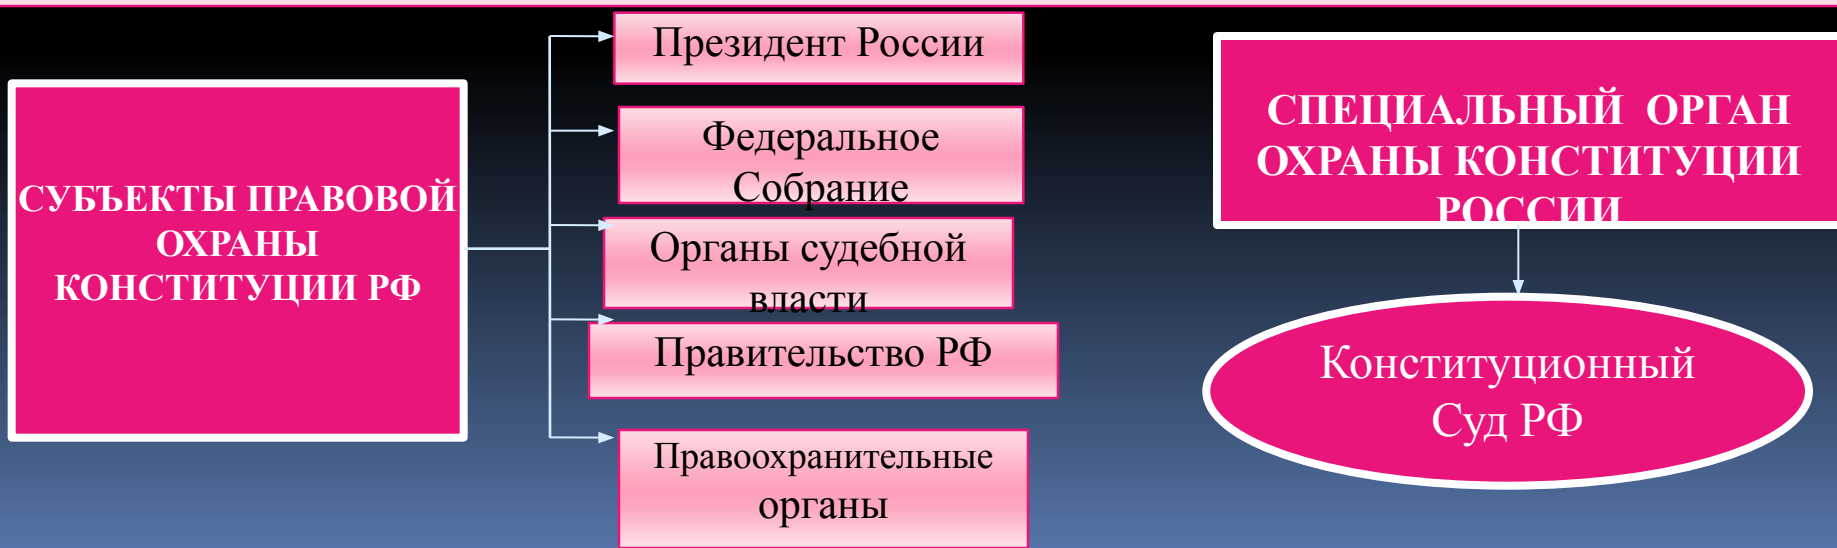 СУБЪЕКТЫ ПРАВОВОЙ
ОХРАНЫ
КОНСТИТУЦИИ РФ
Президент России
Федеральное
Собрание
Органы судебной
власти
Правительство РФ
Правоохранительные
органы
СПЕЦИАЛЬНЫЙ ОРГАН
ОХРАНЫ КОНСТИТУЦИИ
РОССИИ
Конституционный
Суд РФ